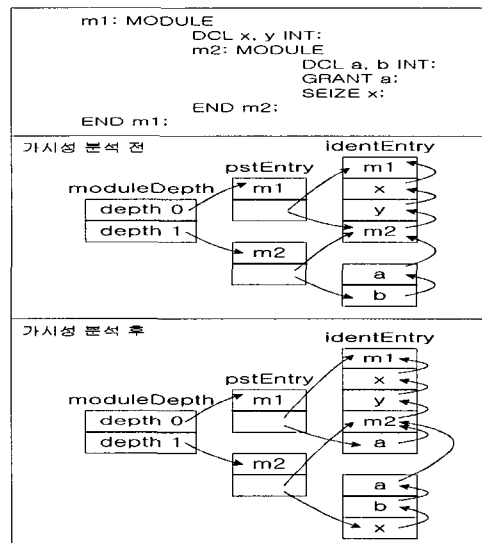 m1: MODULE
DCL x, y INT;
m2: MODULE
DCL a, b INT;
GRANT a;
SEIZE x;
END m2;
END m1;
가시성 분석 전
identEntry
pstEntry
moduleDepth
m1
m1
x
depth 0
y
depth 1
m2
m2
a
b
가시성 분석 후
identEntry
pstEntry
moduleDepth
m1
m1
x
depth 0
y
depth 1
m2
m2
a
a
b
x